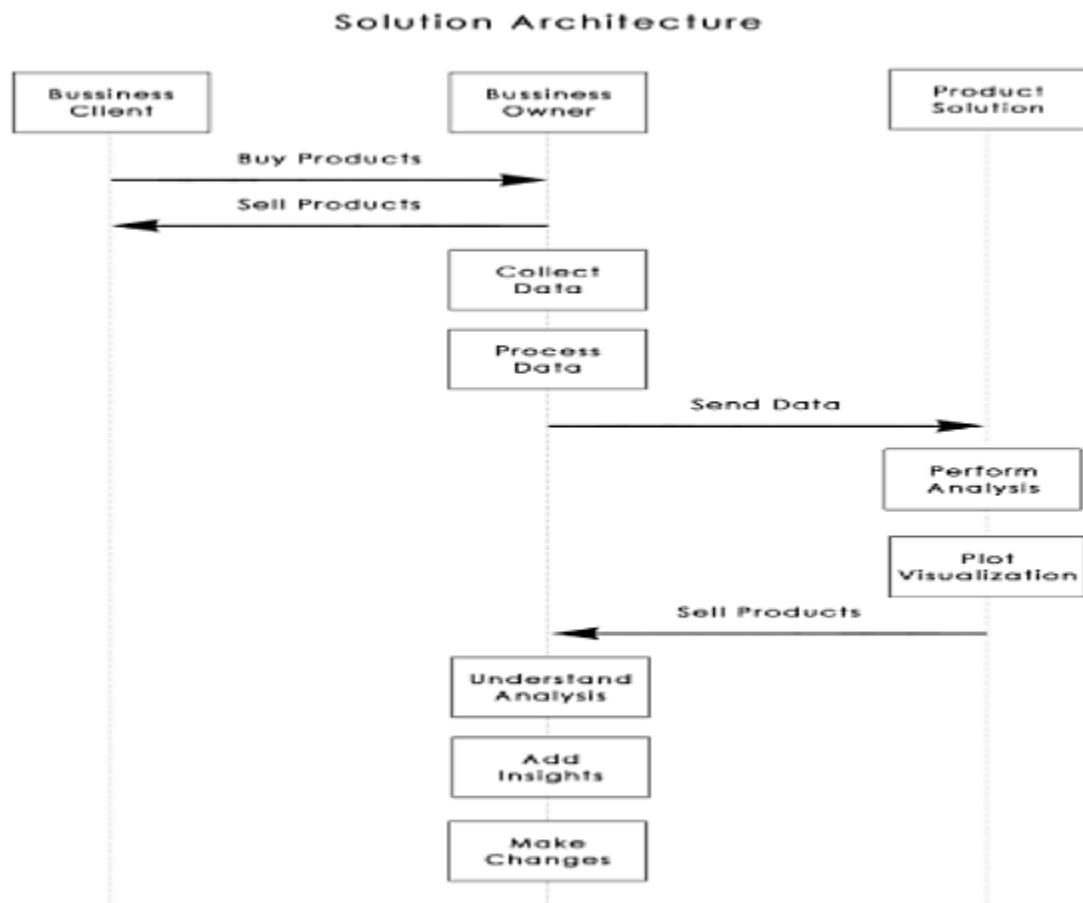 Solution Architecture
Bussiness
Client
Bussiness
Owner
Product
Solution
Buy Products
Sell Products
Collect
Data
Process
Data
Send Data
Perform
Analysis
Plot
Visualization
Sell Products
Understand
Analysis
Add
Insights
Make
Changes